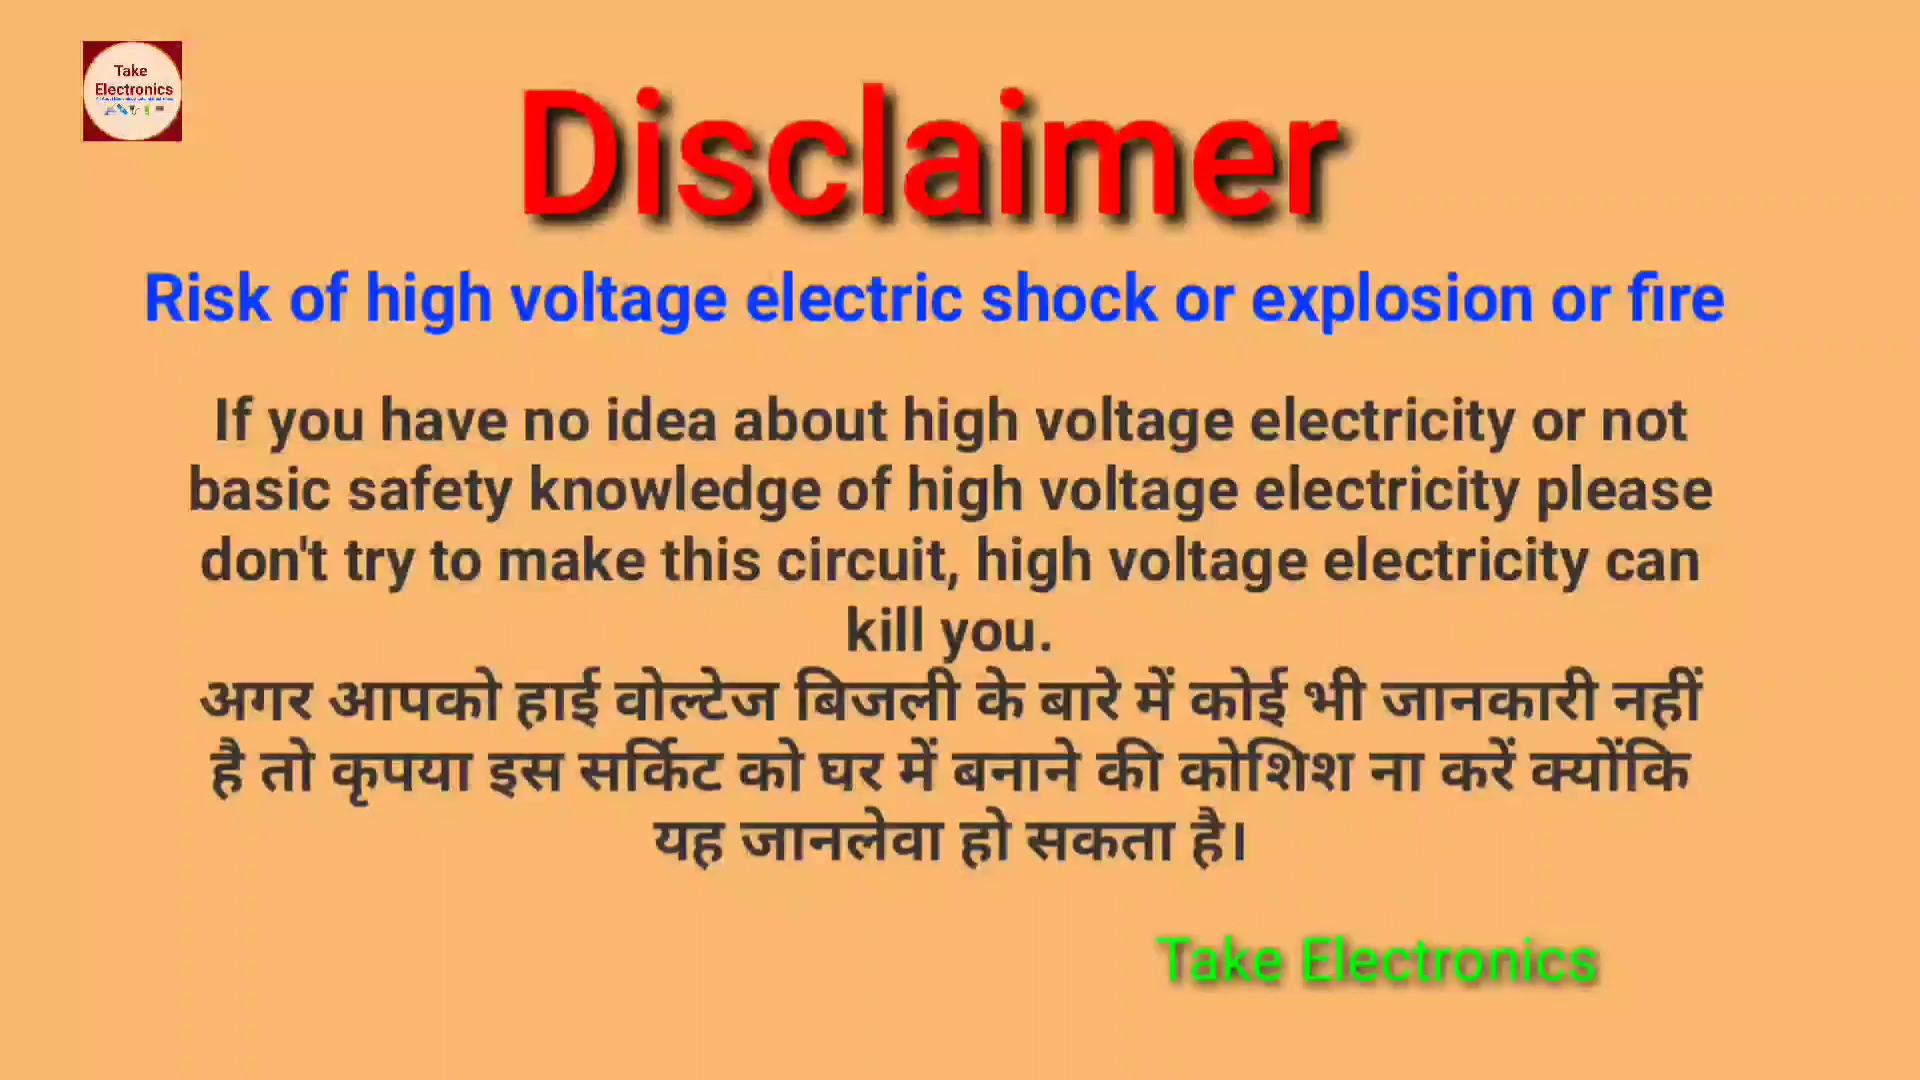 Take
Electronics
Disclaimer
Risk of high voltage electric shock or explosion or fire
If you have no idea about high voltage electricity or not
basic safety knowledge of high voltage electricity please
don't try to make this circuit, high voltage electricity can
kill you.
अगर आपको हाई वोल्टेज बिजली के बारे में कोई भी जानकारी नहीं
है तो कृपया इस सर्किट को घर में बनाने की कोशिश ना करें क्योंकि
यह जानलेवा हो सकता है।
Take Electronics